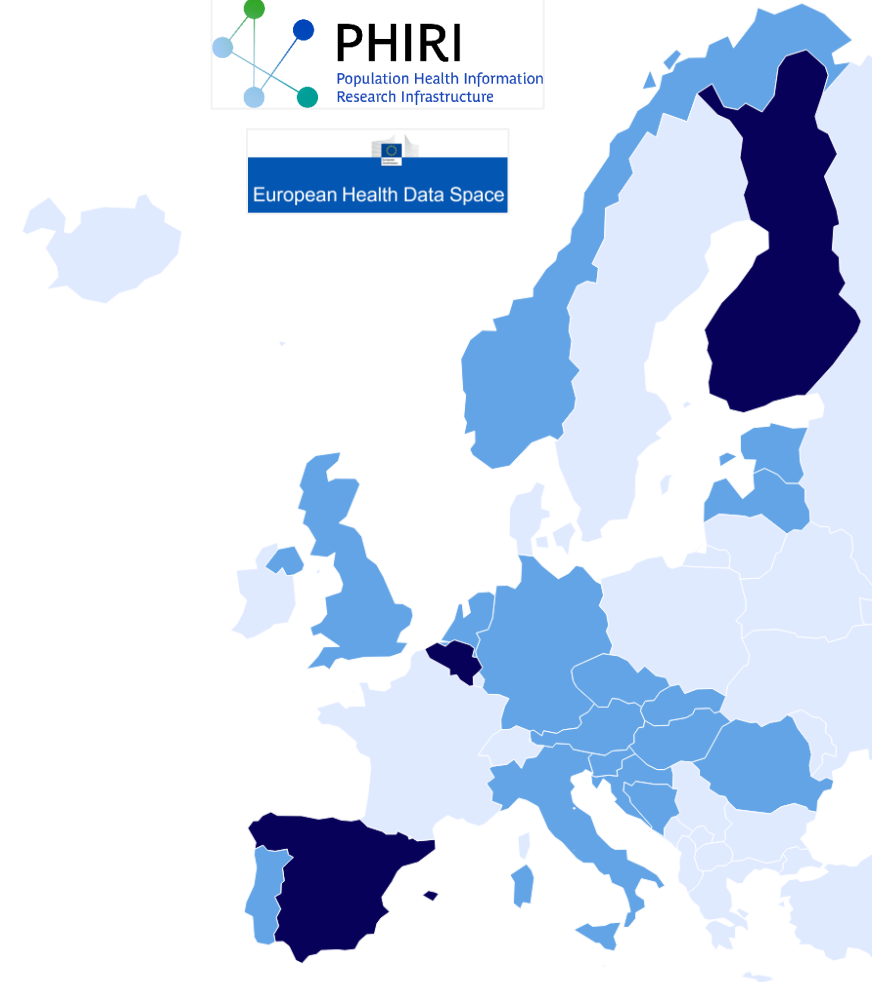 PHIRI
Population Health Information
Research Infrastructure
European Health Data Space